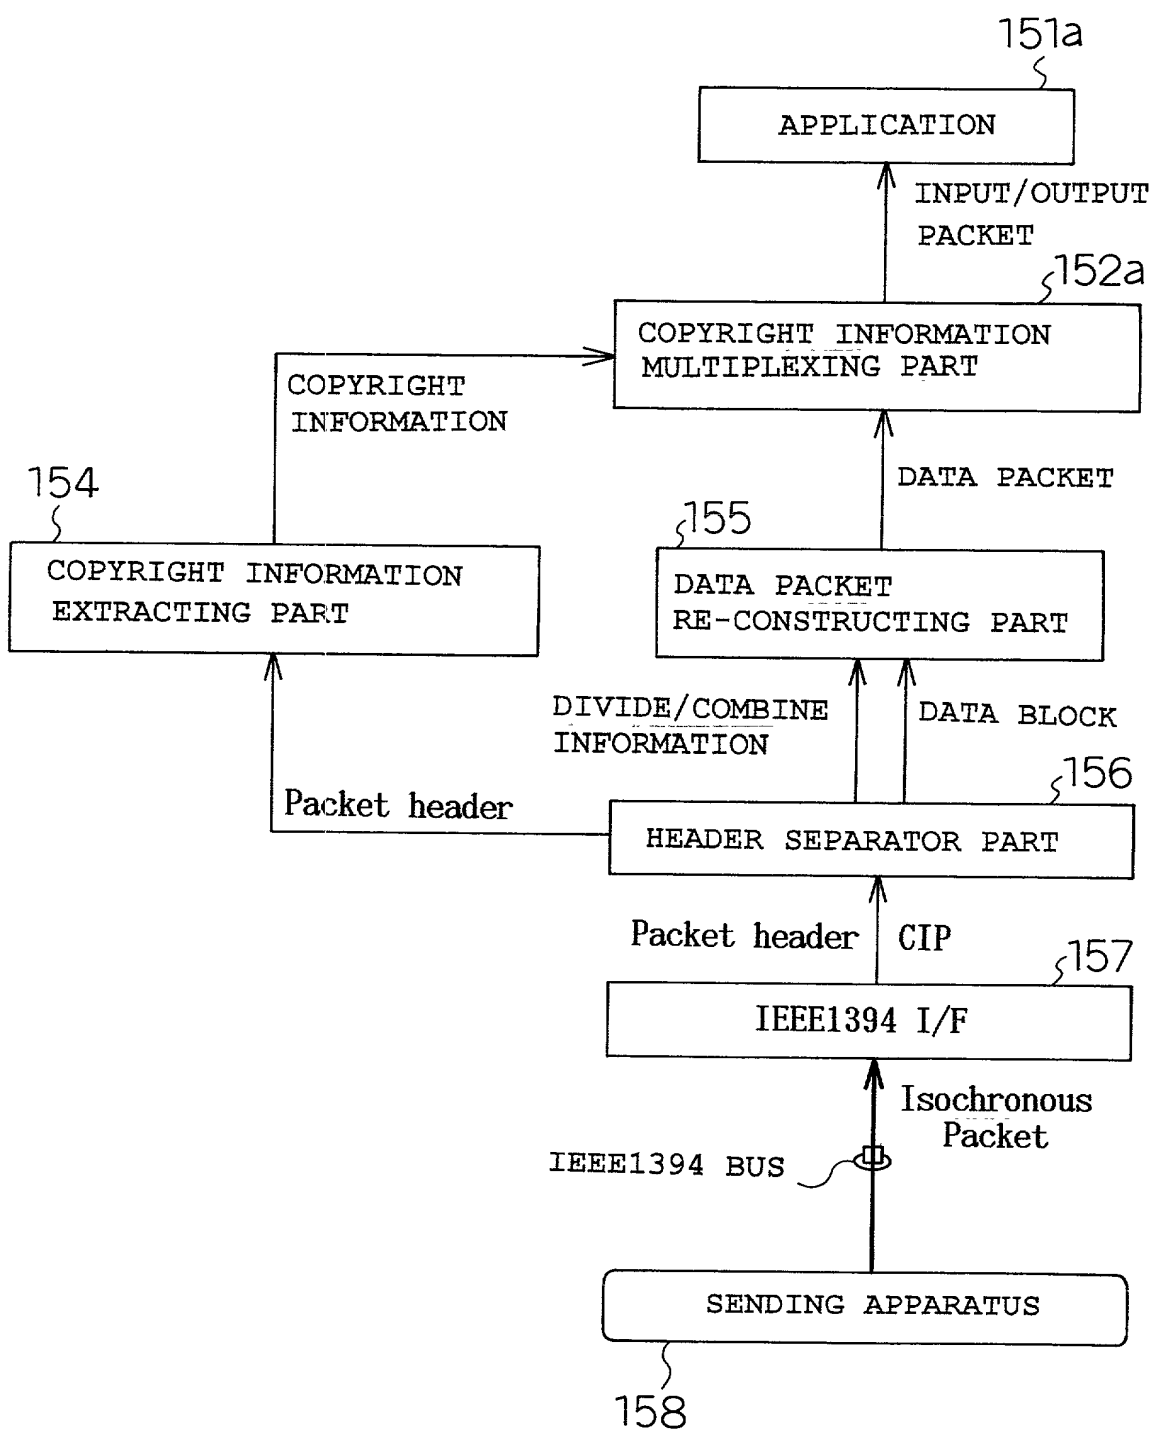 151a
APPLICATION
INPUT/OUTPUT
PACKET
152a
COPYRIGHT INFORMATION
MULTIPLEXING PART
COPYRIGHT
INFORMATION
DATA PACKET
154
155
COPYRIGHT INFORMATION
EXTRACTING PART
DATA PACKET
RE-CONSTRUCTING PART
DIVIDE/COMBINE
INFORMATION
DATA BLOCK
156
Packet header
HEADER SEPARATOR PART
Packet header
CIP
157
IEEE1394 I/F
Isochronous
Packet
IEEE1394 BUS
SENDING APPARATUS
158